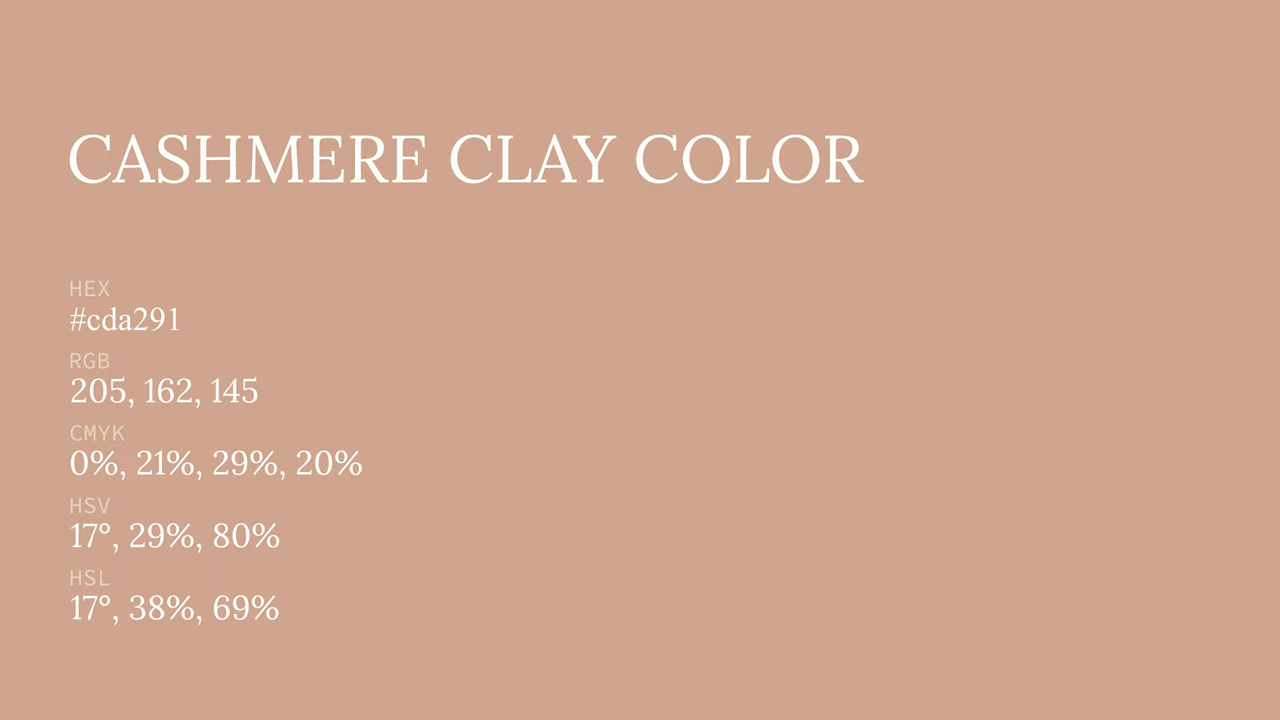 CASHMERE CLAY COLOR
HEX
#cda291
RGB
205, 162, 145
CMYK
0%, 21%, 29%, 20%
HSV
17°, 29%, 80%
HSL
17°, 38%, 69%